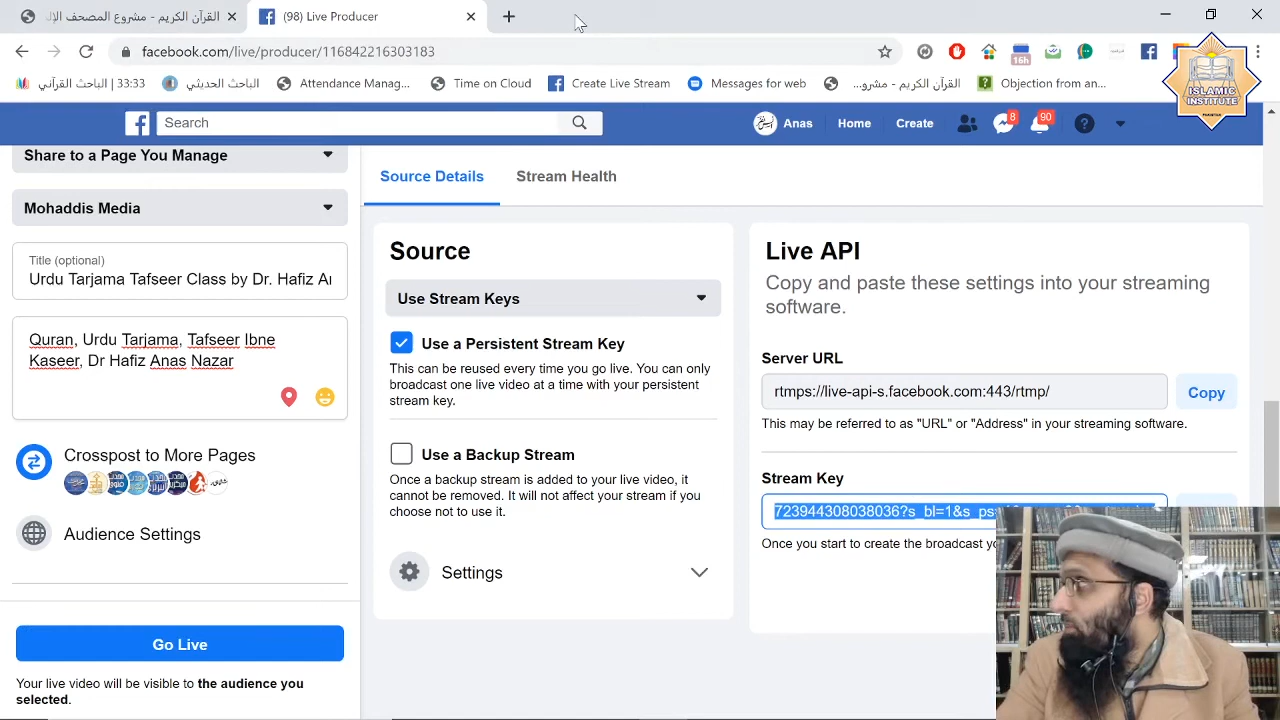 القرآن الكريم - مشروع المصحف الإل
(98) Live Producer
facebook.com/live/producer/116842216303183
16h
33:33 | الباحث القرآني
الباحث الحديثي
Attendance Manag...
Time on Cloud
Create Live Stream
Messages for web
القرآن الكريم - مشرو...
Objection from an...
ISLAMIC
INSTITUTE
PAKISTAN
Search
Anas
Home
Create
8
90
Share to a Page You Manage
Mohaddis Media
Title (optional)
Urdu Tarjama Tafseer Class by Dr. Hafiz Ar
Quran, Urdu Tarjama, Tafseer Ibne
Kaseer, Dr Hafiz Anas Nazar
Crosspost to More Pages
Audience Settings
Go Live
Your live video will be visible to the audience you
selected.
Source Details
Stream Health
Source
Use Stream Keys
Use a Persistent Stream Key
This can be reused every time you go live. You can only
broadcast one live video at a time with your persistent
stream key.
Use a Backup Stream
Once a backup stream is added to your live video, it
cannot be removed. It will not affect your stream if you
choose not to use it.
Settings
Live API
Copy and paste these settings into your streaming
software.
Server URL
rtmps://live-api-s.facebook.com:443/rtmp/
Copy
This may be referred to as "URL" or "Address" in your streaming software.
Stream Key
723944308038036?s_bl=1&s_ps
Once you start to create the broadcast